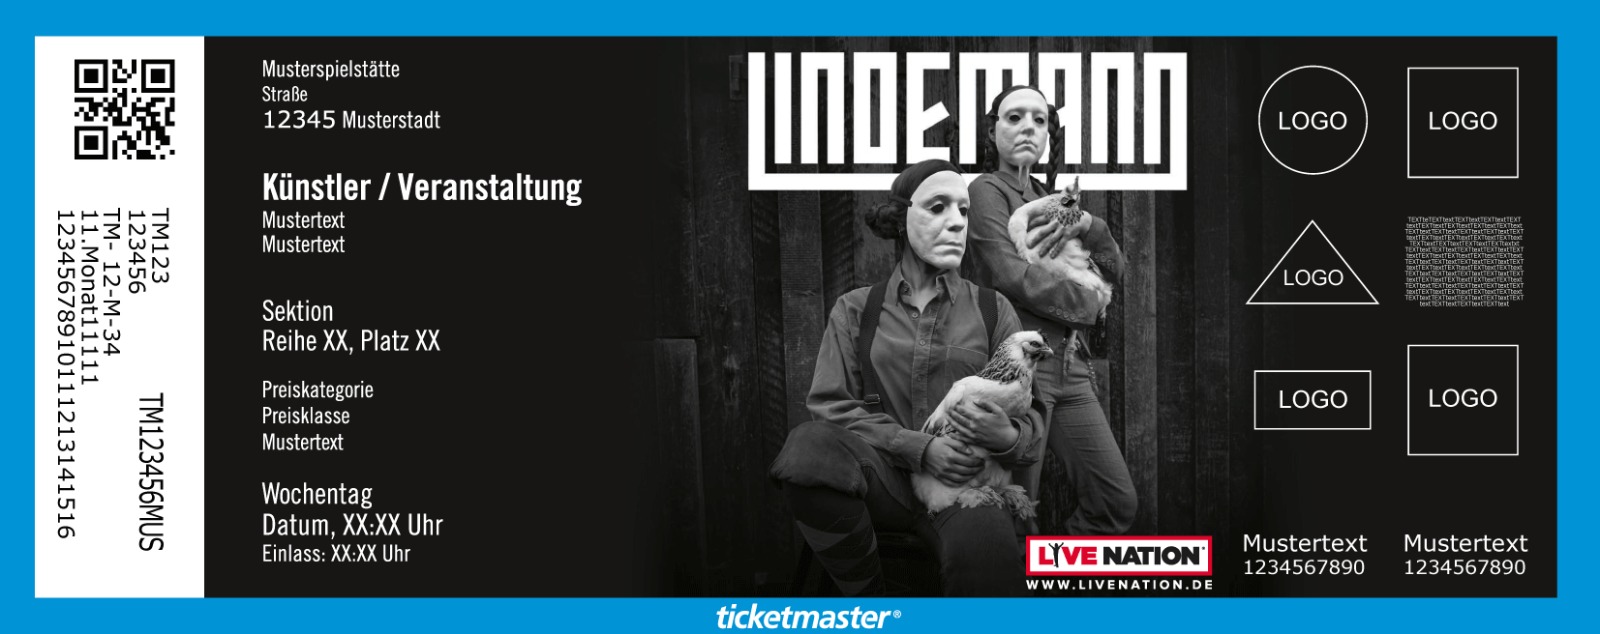 TM123
123456
TM- 12-M-34
11.Monat11111
12345678910111213141516
TM123456MUS
Musterspielstätte
Straße
12345 Musterstadt
Künstler / Veranstaltung
Mustertext
Mustertext
Sektion
Reihe XX, Platz XX
Preiskategorie
Preisklasse
Mustertext
Wochentag
Datum, XX:XX Uhr
Einlass: XX:XX Uhr
LINDEMANN
LIVE NATION
WWW.LIVENATION.DE
LOGO
LOGO
LOGO
LOGO
LOGO
Mustertext
1234567890
Mustertext
1234567890
ticketmaster®